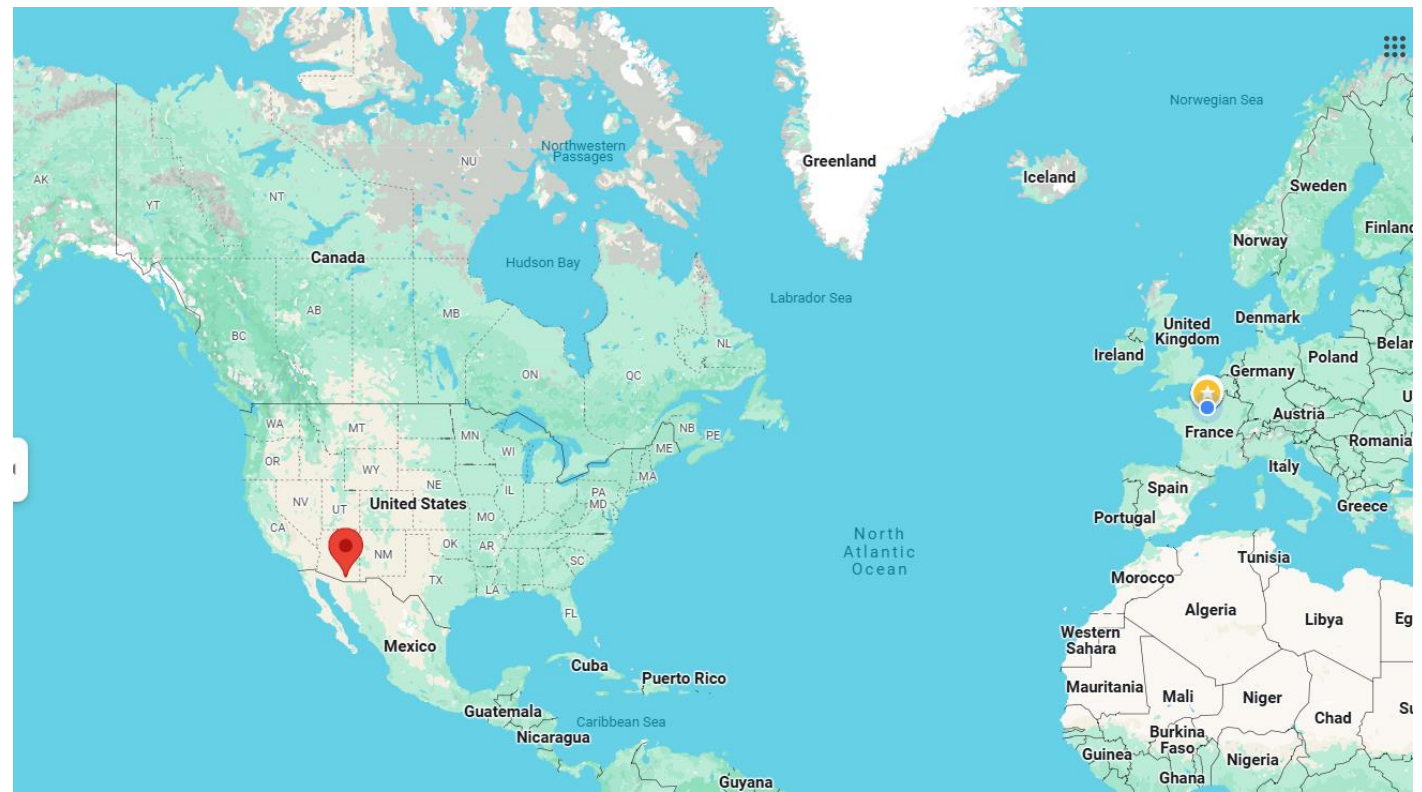 Norwegian Sea
Northwestern
Passages
NU
Greenland
Iceland
AK
YT
NT
Sweden
Finland
Norway
Canada
Hudson Bay
Labrador Sea
AB
MB
BC
Denmark
United
Kingdom
NL
Ireland
Belar
Poland
Germany
ON
QC
U
Austria
WA
MT
MN
NB
PE
France
Romania
ME
WI
OR
WY
Italy
MA
NE
IL
Spain
NV
UT
United States
PA
MD
Greece
CA
MO
Portugal
North
Atlantic
Ocean
OK
AR
NM
SC
Tunisia
TX
LA
Morocco
Algeria
FL
Libya
Eg
Western
Sahara
Mexico
Cuba
Puerto Rico
Mauritania
Mali
Niger
Guatemala
Caribbean Sea
Su
Chad
Nicaragua
Burkina
Faso
Guinea
Nigeria
Ghana
Guyana